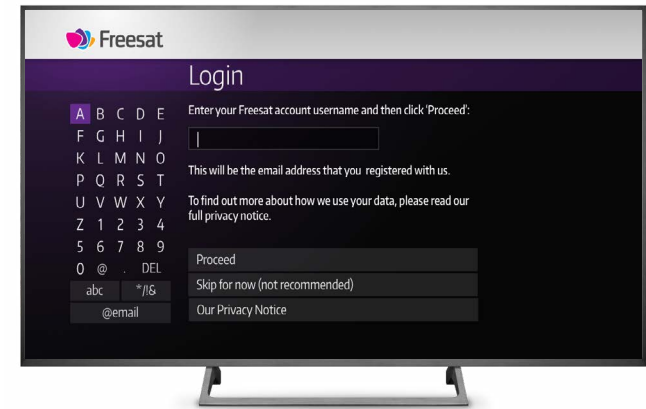 Freesat
Login
Enter your Freesat account username and then click 'Proceed':
This will be the email address that you  registered with us.
To find out more about how we use your data, please read our
full privacy notice.
A B C D E
F G H I J
K L M N O
P Q R S T
U V W X Y
Z 1 2 3 4
5 6 7 8 9
0 @ . DEL
abc */!&
@email
Proceed
Skip for now (not recommended)
Our Privacy Notice